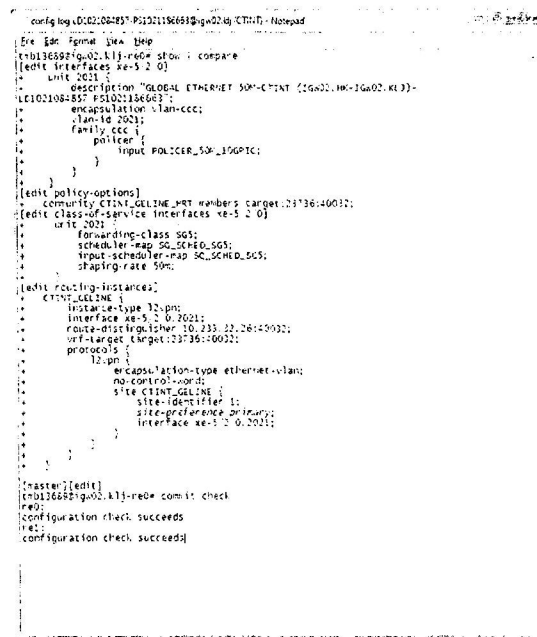 config log LD1021084857-PS1021186663@igw02.klj (CTINT) - Notepad
File Edit Format View Help
tmb13689@igw02.klj-re0# show | compare
[edit interfaces xe-5/2/0]
+ unit 2021 {
+ description "GLOBAL ETHERNET 50M-CTINT {IGW02.HK-IGW02.KLJ}-
LD1021084857-PS1021186663";
+ encapsulation vlan-ccc;
+ vlan-id 2021;
+ family ccc {
+ policer {
+ input POLICER_50M_10GPIC;
+ }
+ }
+ }
[edit policy-options]
+ community CTINT_GELINE_MRT members target:23736:40032;
[edit class-of-service interfaces xe-5/2/0]
+ unit 2021 {
+ forwarding-class SG5;
+ scheduler-map SG_SCHED_SG5;
+ input-scheduler-map SG_SCHED_SG5;
+ shaping-rate 50m;
+ }
[edit routing-instances]
+ CTINT_GELINE {
+ instance-type l2vpn;
+ interface xe-5/2/0.2021;
+ route-distinguisher 10.233.32.26:40032;
+ vrf-target target:23736:40032;
+ protocols {
+ l2vpn {
+ encapsulation-type ethernet-vlan;
+ no-control-word;
+ site CTINT_GELINE {
+ site-identifier 1;
+ site-preference primary;
+ interface xe-5/2/0.2021;
+ }
+ }
+ }
+ }
{master}[edit]
tmb13689@igw02.klj-re0# commit check
re0:
configuration check succeeds
re1:
configuration check succeeds